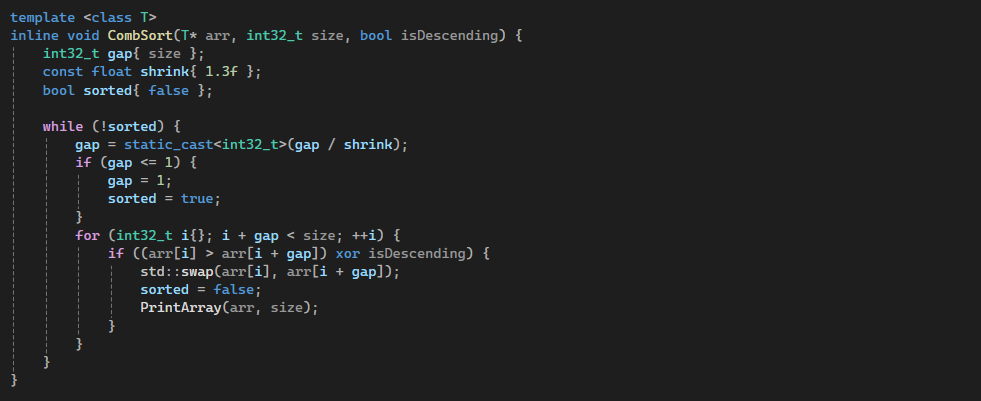 template <class T>
inline void CombSort(T* arr, int32_t size, bool isDescending) {
    int32_t gap{ size };
    const float shrink{ 1.3f };
    bool sorted{ false };

    while (!sorted) {
        gap = static_cast<int32_t>(gap / shrink);
        if (gap <= 1) {
            gap = 1;
            sorted = true;
        }
        for (int32_t i{}; i + gap < size; ++i) {
            if ((arr[i] > arr[i + gap]) xor isDescending) {
                std::swap(arr[i], arr[i + gap]);
                sorted = false;
                PrintArray(arr, size);
            }
        }
    }
}